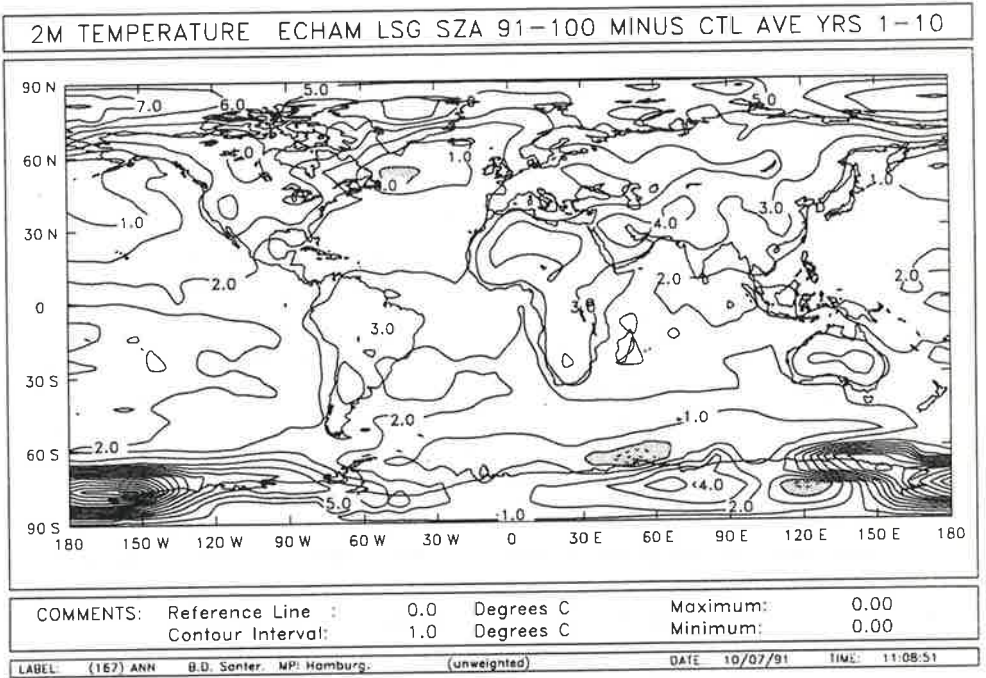 2M TEMPERATURE ECHAM LSG SZA 91-100 MINUS CTL AVE YRS 1-10
90 N
5.0
7.0
6.0
60 N
1.0
1.0
1.0
3.0
4.0
30 N
2.0
2.0
2.0
0
3.0
30 S
2.0
2.0
1.0
60 S
5.0
4.0
2.0
1.0
90 S
180 150 W 120 W 90 W 60 W 30 W 0 30 E 60 E 90 E 120 E 150 E 180
COMMENTS: Reference Line : 0.0 Degrees C Maximum: 0.00
Contour Interval: 1.0 Degrees C Minimum: 0.00
LABEL: (167) ANN B.D. Santer. MPI Hamburg. (unweighted) DATE 10/07/91 TIME: 11:08:51